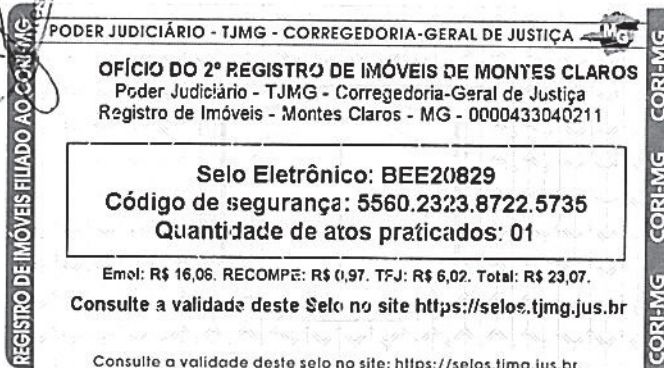 PODER JUDICIÁRIO - TJMG - CORREGEDORIA-GERAL DE JUSTIÇA
MG
OFÍCIO DO 2º REGISTRO DE IMÓVEIS DE MONTES CLAROS
Poder Judiciário - TJMG - Corregedoria-Geral de Justiça
Registro de Imóveis - Montes Claros - MG - 0000433040211
Selo Eletrônico: BEE20829
Código de segurança: 5560.2323.8722.5735
Quantidade de atos praticados: 01
Emol: R$ 16,06. RECOMPE: R$ 0,97. TFJ: R$ 6,02. Total: R$ 23,07.
Consulte a validade deste Selo no site https://selos.tjmg.jus.br
Consulte a validade deste selo no site: https://selos.tjmg.jus.br
REGISTRO DE IMÓVEIS FILIADO AO CORI-MG
CORI-MG CORI-MG CORI-MG